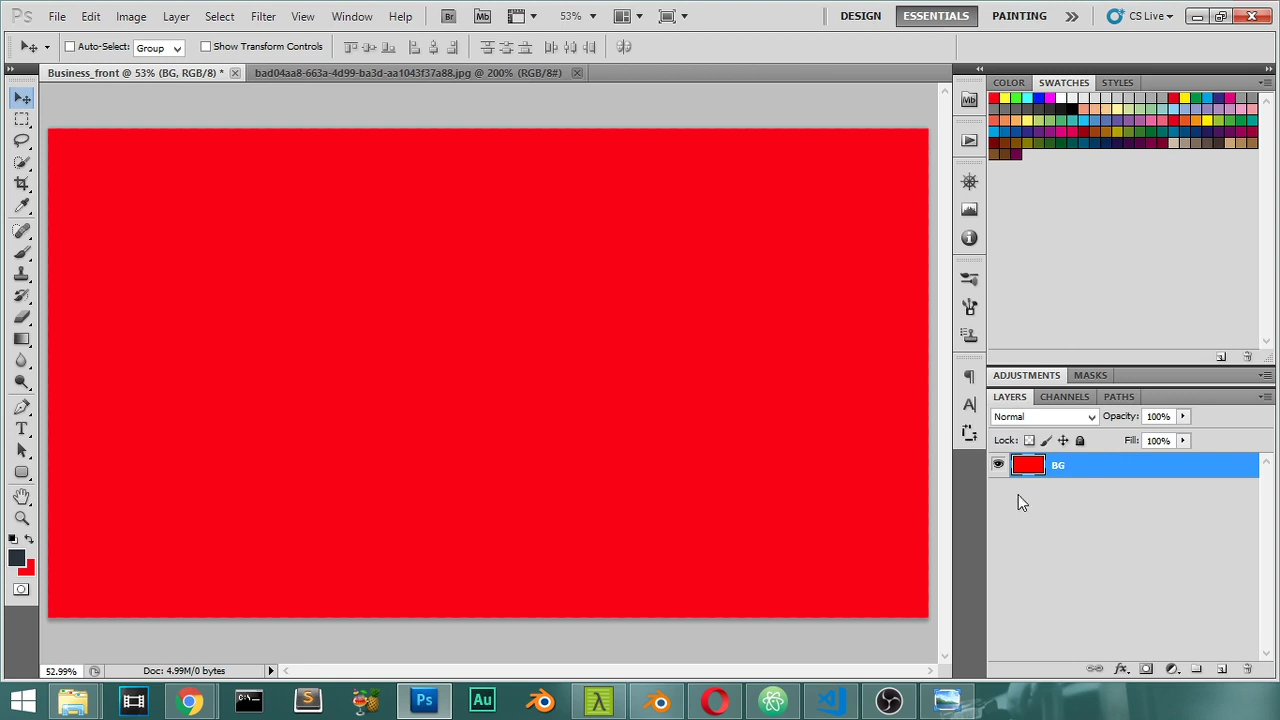 Ps File Edit Image Layer Select Filter View Window Help Br Mb 53% DESIGN ESSENTIALS PAINTING CS Live
Auto-Select: Group Show Transform Controls
Business_front @ 53% (BG, RGB/8) * bad04aa8-663a-4d99-ba3d-aa1043f37a88.jpg @ 200% (RGB/8#)
COLOR SWATCHES STYLES
Mb
ADJUSTMENTS MASKS
LAYERS CHANNELS PATHS
Normal Opacity: 100%
Lock: Fill: 100%
BG
52.99% Doc: 4.99M/0 bytes
Ps Au